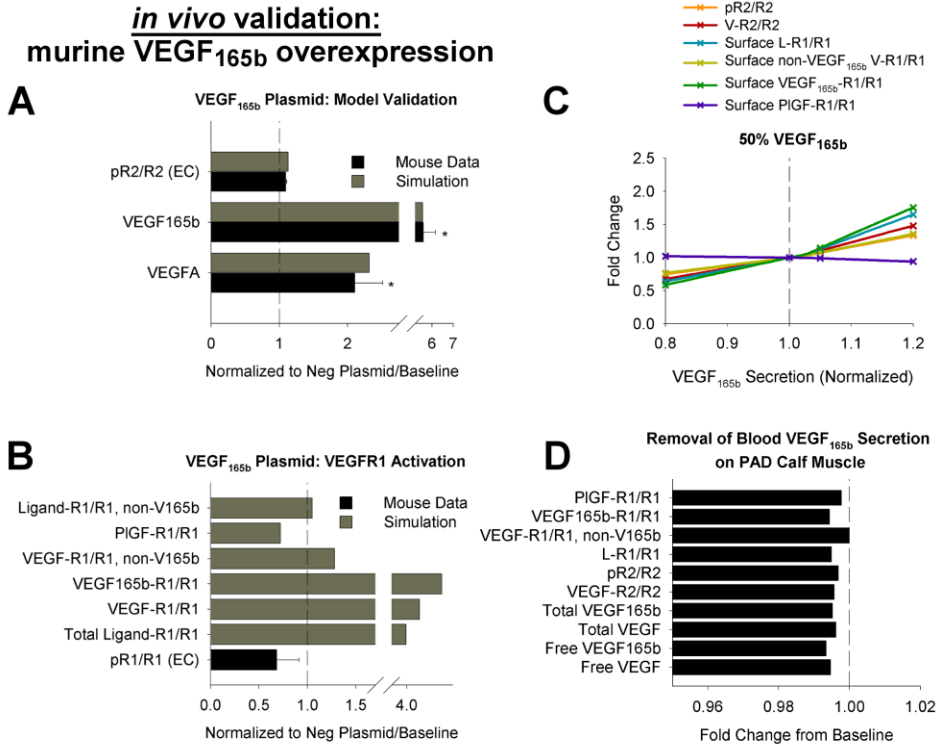 in vivo validation:
murine VEGF165b overexpression
A
VEGF165b Plasmid: Model Validation
Mouse Data
Simulation
pR2/R2 (EC)
VEGF165b
*
VEGFA
*
0 1 2 6 7
Normalized to Neg Plasmid/Baseline
B
VEGF165b Plasmid: VEGFR1 Activation
Mouse Data
Simulation
Ligand-R1/R1, non-V165b
PlGF-R1/R1
VEGF-R1/R1, non-V165b
VEGF165b-R1/R1
VEGF-R1/R1
Total Ligand-R1/R1
pR1/R1 (EC)
0.0 0.5 1.0 1.5 4.0
Normalized to Neg Plasmid/Baseline
pR2/R2
V-R2/R2
Surface L-R1/R1
Surface non-VEGF165b V-R1/R1
Surface VEGF165b-R1/R1
Surface PlGF-R1/R1
C
50% VEGF165b
Fold Change
2.5
2.0
1.5
1.0
0.5
0.0
0.8 0.9 1.0 1.1 1.2
VEGF165b Secretion (Normalized)
D
Removal of Blood VEGF165b Secretion
on PAD Calf Muscle
PlGF-R1/R1
VEGF165b-R1/R1
VEGF-R1/R1, non-V165b
L-R1/R1
pR2/R2
VEGF-R2/R2
Total VEGF165b
Total VEGF
Free VEGF165b
Free VEGF
0.96 0.98 1.00 1.02
Fold Change from Baseline